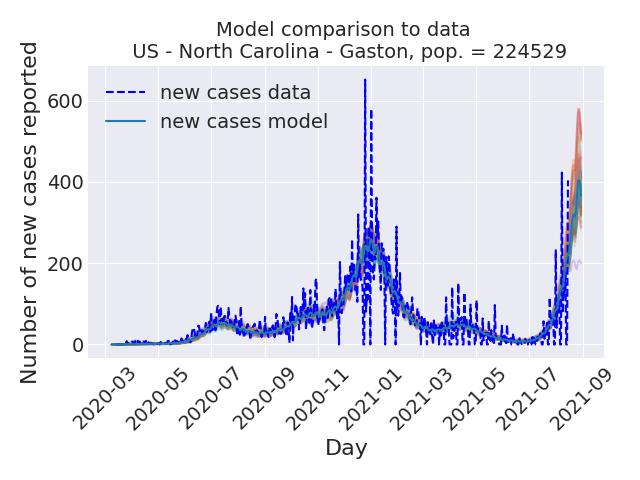 Model comparison to data
US - North Carolina - Gaston, pop. = 224529
Number of new cases reported
600
400
200
0
new cases data
new cases model
2020-03
2020-05
2020-07
2020-09
2020-11
2021-01
2021-03
2021-05
2021-07
2021-09
Day